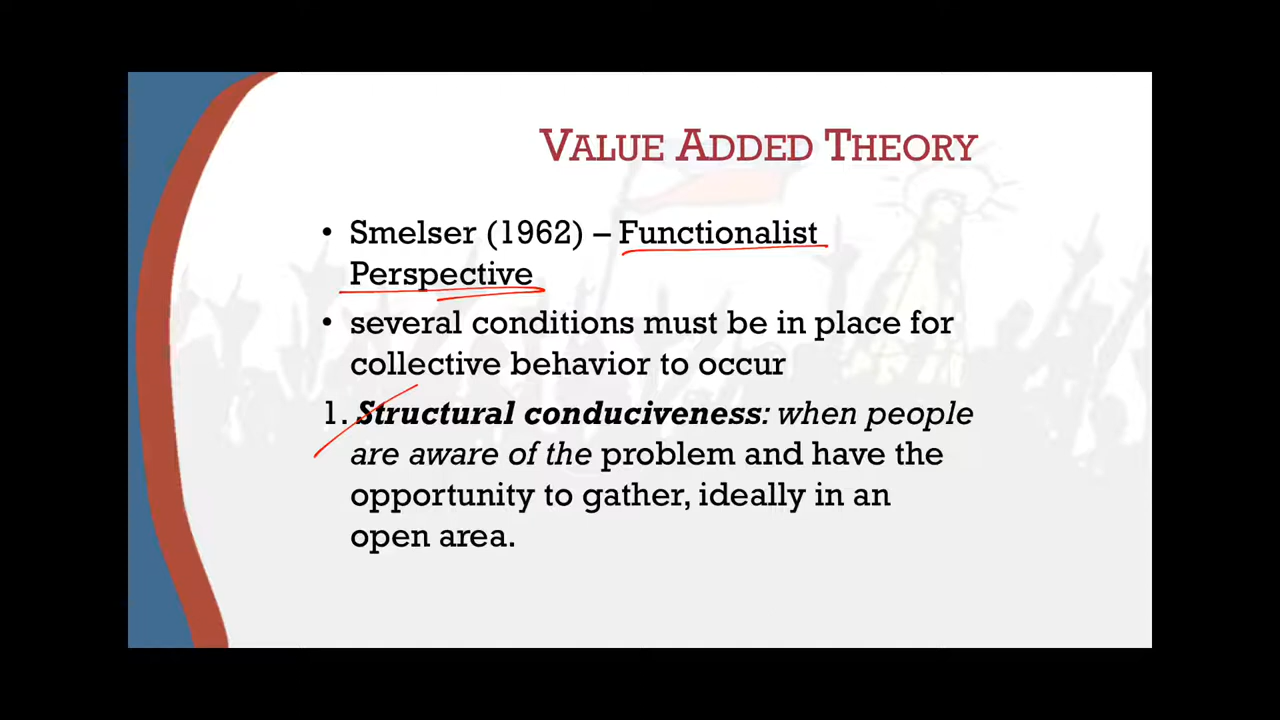 VALUE ADDED THEORY
• Smelser (1962) – Functionalist
Perspective
• several conditions must be in place for
collective behavior to occur
1. Structural conduciveness: when people
are aware of the problem and have the
opportunity to gather, ideally in an
open area.